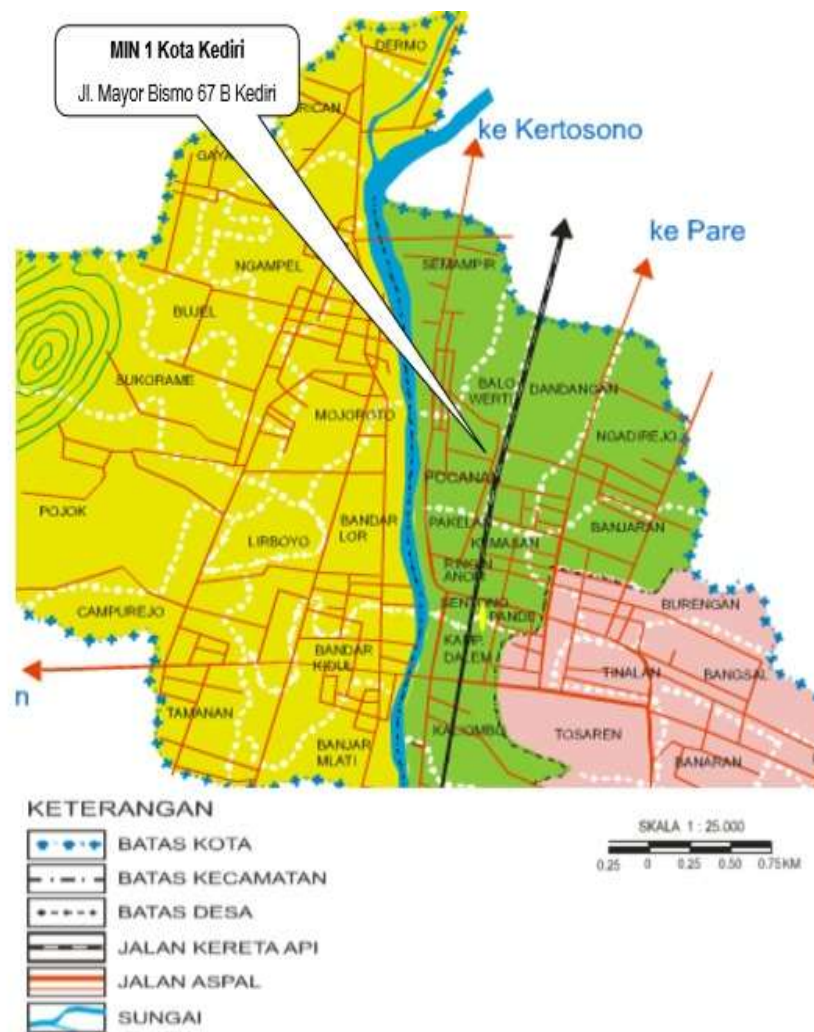 MIN 1 Kota Kediri
Jl. Mayor Bismo 67 B Kediri
DERMO
RICAN
GAYA
ke Kertosono
ke Pare
SEMAMPIR
NGAMPEL
BUJEL
SUKORAME
BALO
WERTI
DANDANGAN
MOJOROTO
NGADIREJO
POCANAN
POJOK
BANDAR
LOR
PAKELAN
BANJARAN
LIRBOYO
KEMASAN
RINGIN
ANOM
CAMPUREJO
SENTONO
PANDE
BURENGAN
BANDAR
KIDUL
KAMP.
DALEM
TINALAN
BANGSAL
n
TAMANAN
KALIOMBO
TOSAREN
BANJAR
MLATI
BANARAN
KETERANGAN
BATAS KOTA
BATAS KECAMATAN
BATAS DESA
JALAN KERETA API
JALAN ASPAL
SUNGAI
SKALA 1 : 25.000
0.25 0 0.25 0.50 0.75 KM